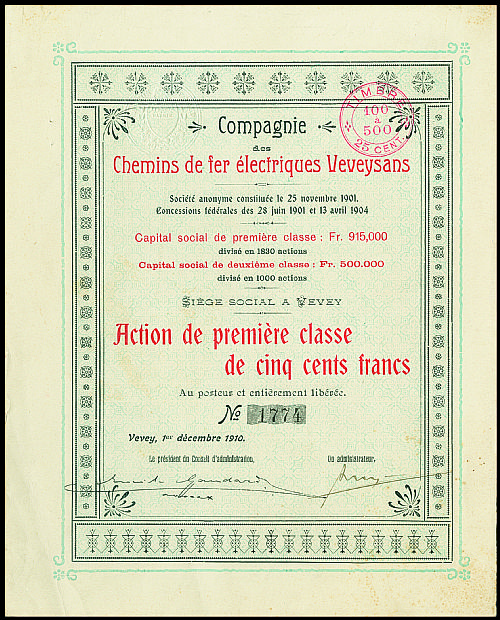 Compagnie
des
Chemins de fer électriques Veveysans
TIMBRE
100
à
500
25 CENT.
Société anonyme constituée le 25 novembre 1901.
Concessions fédérales des 28 juin 1901 et 13 avril 1904
Capital social de première classe : Fr. 915,000
divisé en 1830 actions
Capital social de deuxième classe : Fr. 500.000
divisé en 1000 actions
SIÈGE SOCIAL A VEVEY
Action de première classe
de cinq cents francs
Au porteur et entièrement libérée.
No 1774
Vevey, 1er décembre 1910.
Le président du Conseil d'administration,
Un administrateur.